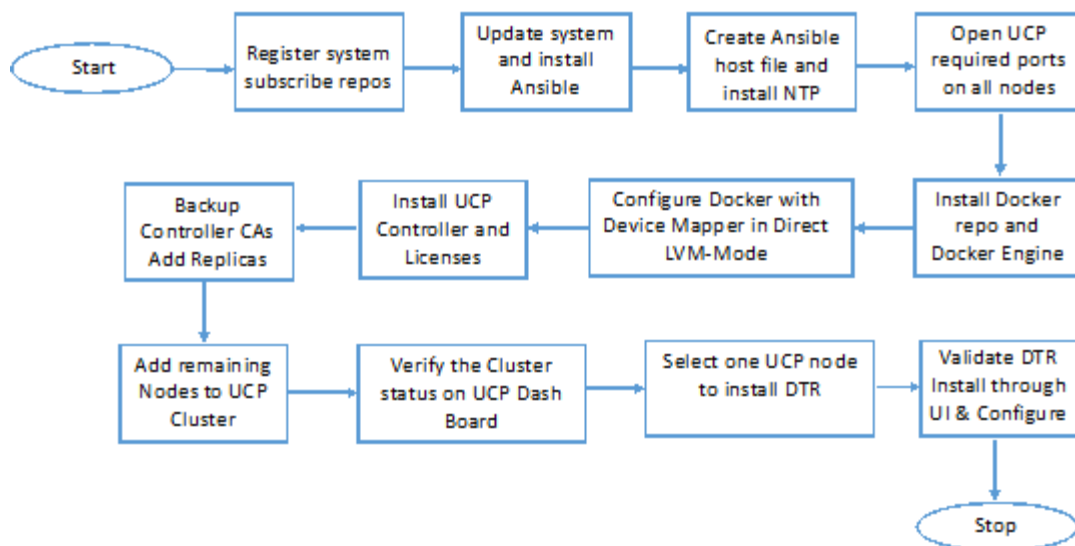 Start
Register system
subscribe repos
Update system
and install
Ansible
Create Ansible
host file and
install NTP
Open UCP
required ports
on all nodes
Install Docker
repo and
Docker Engine
Configure Docker with
Device Mapper in Direct
LVM-Mode
Install UCP
Controller and
Licenses
Backup
Controller CAs
Add Replicas
Add remaining
Nodes to UCP
Cluster
Verify the Cluster
status on UCP Dash
Board
Select one UCP node
to install DTR
Validate DTR
Install through
UI & Configure
Stop